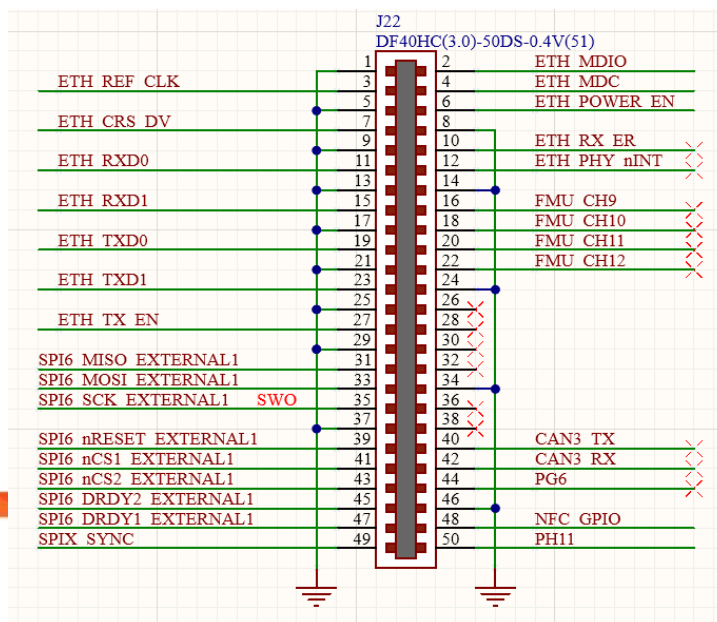 J22
DF40HC(3.0)-50DS-0.4V(51)
1 2 ETH MDIO
ETH REF CLK 3 4 ETH MDC
5 6 ETH POWER EN
ETH CRS DV 7 8
9 10 ETH RX ER
ETH RXD0 11 12 ETH PHY nINT
13 14
ETH RXD1 15 16 FMU CH9
17 18 FMU CH10
ETH TXD0 19 20 FMU CH11
21 22 FMU CH12
ETH TXD1 23 24
25 26
ETH TX EN 27 28
29 30
SPI6 MISO EXTERNAL1 31 32
SPI6 MOSI EXTERNAL1 33 34
SPI6 SCK EXTERNAL1 SWO 35 36
37 38
SPI6 nRESET EXTERNAL1 39 40 CAN3 TX
SPI6 nCS1 EXTERNAL1 41 42 CAN3 RX
SPI6 nCS2 EXTERNAL1 43 44 PG6
SPI6 DRDY2 EXTERNAL1 45 46
SPI6 DRDY1 EXTERNAL1 47 48 NFC GPIO
SPIX SYNC 49 50 PH11